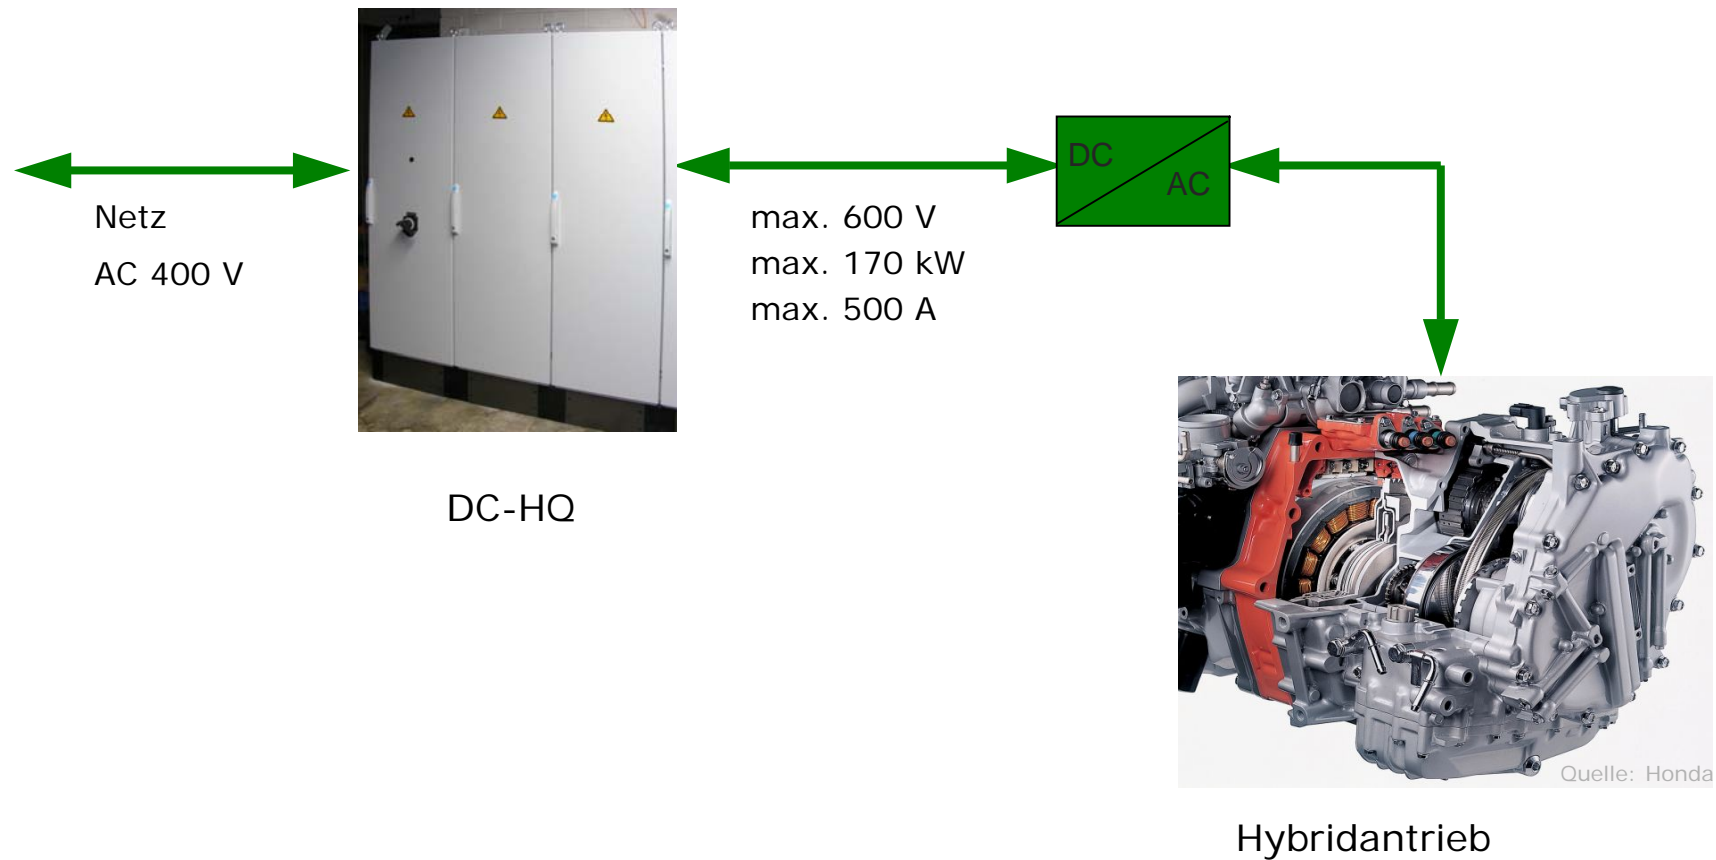 Netz
AC 400 V
DC-HQ
max. 600 V
max. 170 kW
max. 500 A
DC
AC
Quelle: Honda
Hybridantrieb